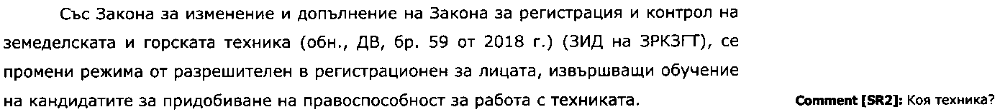 Със Закона за изменение и допълнение на Закона за регистрация и контрол на
земеделската и горската техника (обн., ДВ, бр. 59 от 2018 г.) (ЗИД на ЗРКЗГТ), се
промени режима от разрешителен в регистрационен за лицата, извършващи обучение
на кандидатите за придобиване на правоспособност за работа с техниката.
Comment [SR2]: Коя техника?